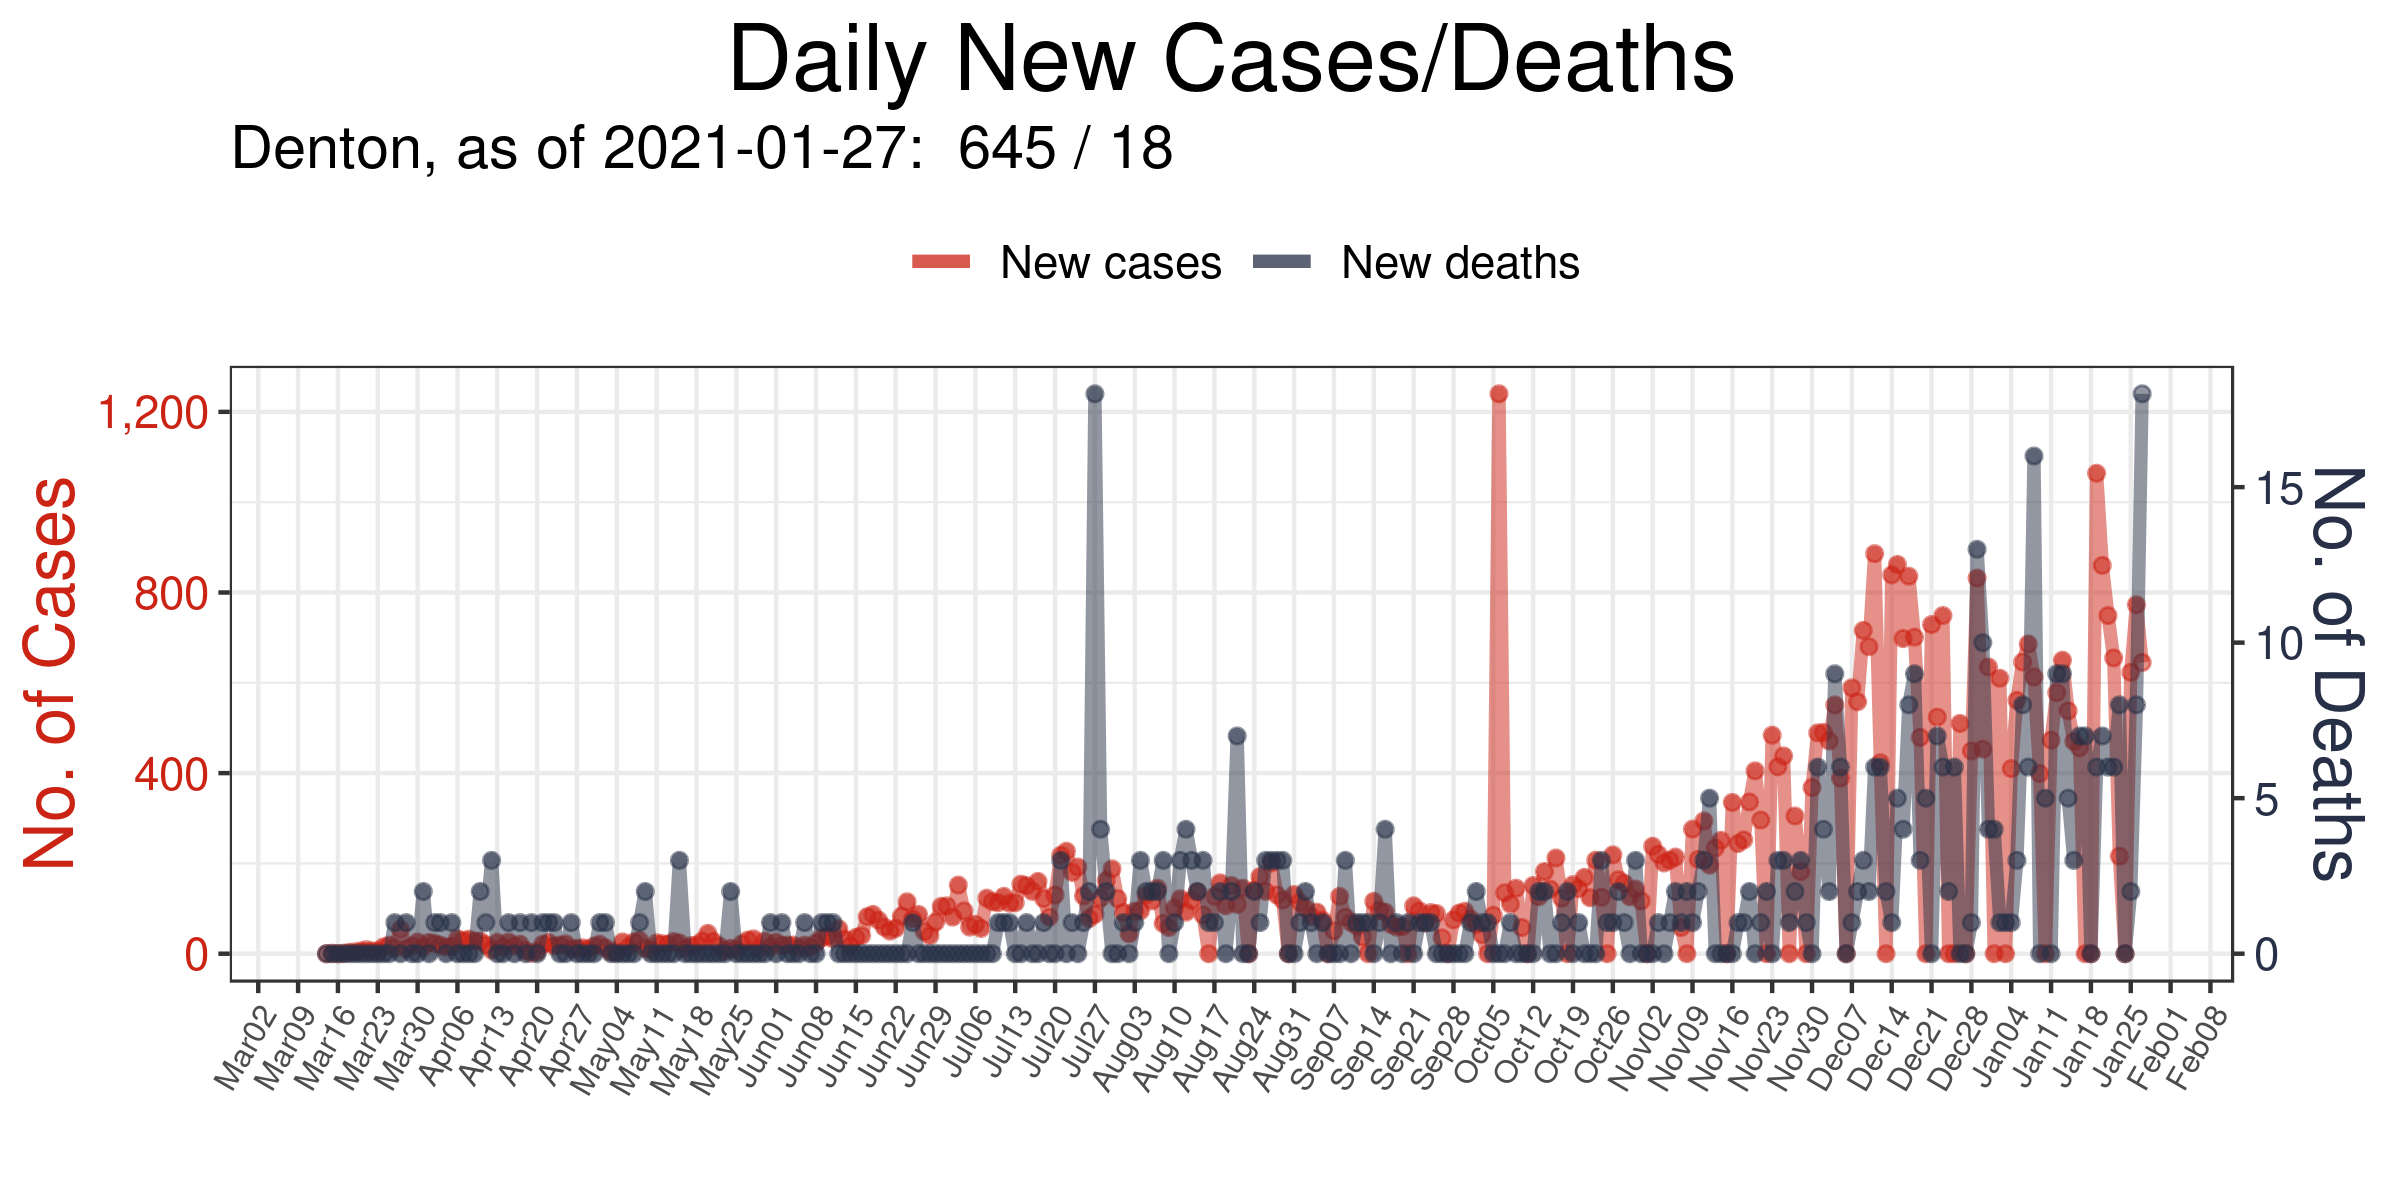 Daily New Cases/Deaths
Denton, as of 2021-01-27:  645 / 18
New cases
New deaths
No. of Cases
1,200
800
400
0
15
10
5
0
No. of Deaths
Mar02
Mar09
Mar16
Mar23
Mar30
Apr06
Apr13
Apr20
Apr27
May04
May11
May18
May25
Jun01
Jun08
Jun15
Jun22
Jun29
Jul06
Jul13
Jul20
Jul27
Aug03
Aug10
Aug17
Aug24
Aug31
Sep07
Sep14
Sep21
Sep28
Oct05
Oct12
Oct19
Oct26
Nov02
Nov09
Nov16
Nov23
Nov30
Dec07
Dec14
Dec21
Dec28
Jan04
Jan11
Jan18
Jan25
Feb01
Feb08